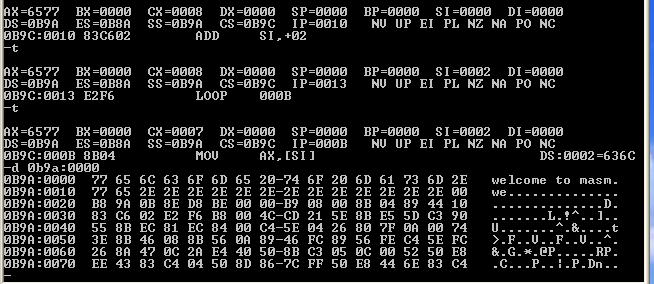 AX=6577 BX=0000 CX=0008 DX=0000 SP=0000 BP=0000 SI=0000 DI=0000
DS=0B9A ES=0B8A SS=0B9A CS=0B9C IP=0010 NV UP EI PL NZ NA PO NC
0B9C:0010 83C602 ADD SI,+02
-t
AX=6577 BX=0000 CX=0008 DX=0000 SP=0000 BP=0000 SI=0002 DI=0000
DS=0B9A ES=0B8A SS=0B9A CS=0B9C IP=0013 NV UP EI PL NZ NA PO NC
0B9C:0013 E2F6 LOOP 000B
-t
AX=6577 BX=0000 CX=0007 DX=0000 SP=0000 BP=0000 SI=0002 DI=0000
DS=0B9A ES=0B8A SS=0B9A CS=0B9C IP=000B NV UP EI PL NZ NA PO NC
0B9C:000B 8B04 MOV AX,[SI] DS:0002=636C
-d 0b9a:0000
0B9A:0000 77 65 6C 63 6F 6D 65 20-74 6F 20 6D 61 73 6D 2E welcome to masm.
0B9A:0010 77 65 2E 2E 2E 2E 2E 2E-2E 2E 2E 2E 2E 2E 2E 00 we..............
0B9A:0020 B8 9A 0B 8E D8 BE 00 00-B9 08 00 8B 04 89 44 10 ..............D.
0B9A:0030 83 C6 02 E2 F6 B8 00 4C-CD 21 5E 8B E5 5D C3 90 .......L.!^..]..
0B9A:0040 55 8B EC 81 EC 84 00 C4-5E 04 26 80 7F 0A 00 74 U.......^.&....t
0B9A:0050 3E 8B 46 08 8B 56 0A 89-46 FC 89 56 FE C4 5E FC >.F..V..F..V..^.
0B9A:0060 26 8A 47 0C 2A E4 40 50-8B C3 05 0C 00 52 50 E8 &.G.*.@P.....RP.
0B9A:0070 EE 43 83 C4 04 50 8D 86-7C FF 50 E8 44 6E 83 C4 .C...P..|.P.Dn..
-